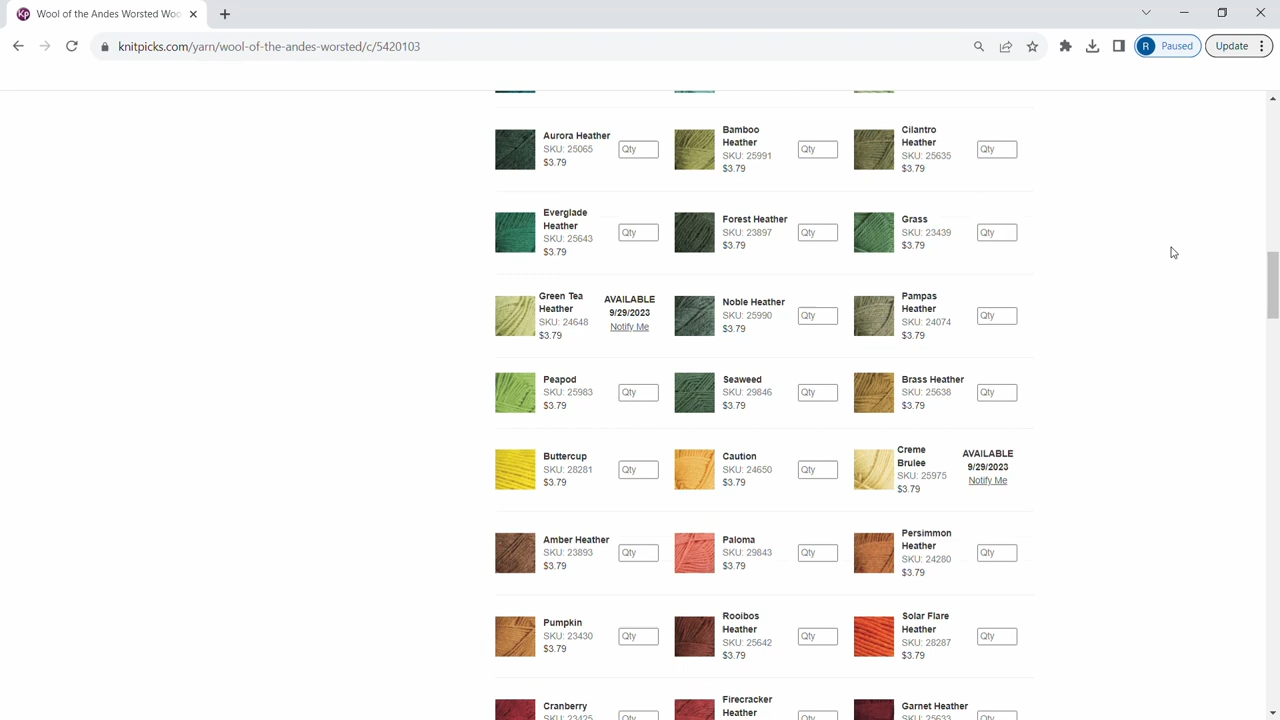 Wool of the Andes Worsted Woo
knitpicks.com/yarn/wool-of-the-andes-worsted/c/5420103
R Paused
Update
Aurora Heather
SKU: 25065
$3.79
Qty
Bamboo
Heather
SKU: 25991
$3.79
Qty
Cilantro
Heather
SKU: 25635
$3.79
Qty
Everglade
Heather
SKU: 25643
$3.79
Qty
Forest Heather
SKU: 23897
$3.79
Qty
Grass
SKU: 23439
$3.79
Qty
Green Tea
Heather
SKU: 24648
$3.79
AVAILABLE
9/29/2023
Notify Me
Noble Heather
SKU: 25990
$3.79
Qty
Pampas
Heather
SKU: 24074
$3.79
Qty
Peapod
SKU: 25983
$3.79
Qty
Seaweed
SKU: 29846
$3.79
Qty
Brass Heather
SKU: 25638
$3.79
Qty
Buttercup
SKU: 28281
$3.79
Qty
Caution
SKU: 24650
$3.79
Qty
Creme
Brulee
SKU: 25975
$3.79
AVAILABLE
9/29/2023
Notify Me
Amber Heather
SKU: 23893
$3.79
Qty
Paloma
SKU: 29843
$3.79
Qty
Persimmon
Heather
SKU: 24280
$3.79
Qty
Pumpkin
SKU: 23430
$3.79
Qty
Rooibos
Heather
SKU: 25642
$3.79
Qty
Solar Flare
Heather
SKU: 28287
$3.79
Qty
Cranberry
SKU: 23425
Qty
Firecracker
Heather
Qty
Garnet Heather
SKU: 25633
Qty